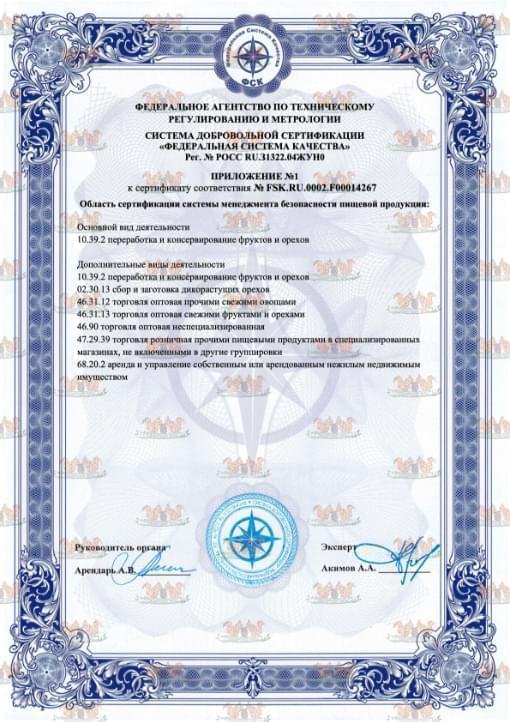 Федеральная Система Качества
ФСК
ФЕДЕРАЛЬНОЕ АГЕНТСТВО ПО ТЕХНИЧЕСКОМУ
РЕГУЛИРОВАНИЮ И МЕТРОЛОГИИ
СИСТЕМА ДОБРОВОЛЬНОЙ СЕРТИФИКАЦИИ
«ФЕДЕРАЛЬНАЯ СИСТЕМА КАЧЕСТВА»
Рег. № РОСС RU.З1322.04ЖУН0
ПРИЛОЖЕНИЕ №1
к сертификату соответствия № FSK.RU.0002.F00014267
Область сертификации системы менеджмента безопасности пищевой продукции:
Основной вид деятельности
10.39.2 переработка и консервирование фруктов и орехов
Дополнительные виды деятельности
10.39.2 переработка и консервирование фруктов и орехов
02.30.13 сбор и заготовка дикорастущих орехов
46.31.12 торговля оптовая прочими свежими овощами
46.31.13 торговля оптовая свежими фруктами и орехами
46.90 торговля оптовая неспециализированная
47.29.39 торговля розничная прочими пищевыми продуктами в специализированных
магазинах, не включенными в другие группировки
68.20.2 аренда и управление собственным или арендованным нежилым недвижимым
имуществом
Руководитель органа
Арендарь А.В.
Эксперт
Акимов А.А.